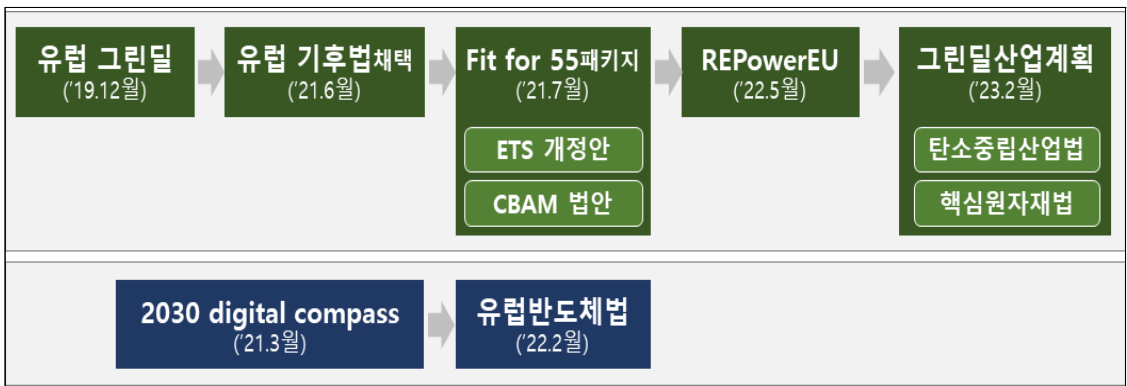 유럽 그린딜
('19.12월)
유럽 기후법채택
('21.6월)
Fit for 55패키지
('21.7월)
ETS 개정안
CBAM 법안
REPowerEU
('22.5월)
그린딜산업계획
('23.2월)
탄소중립산업법
핵심원자재법
2030 digital compass
('21.3월)
유럽반도체법
('22.2월)